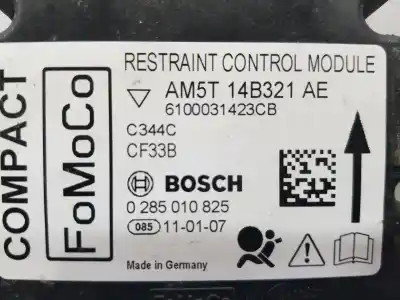 COMPACT
FoMoCo
RESTRAINT CONTROL MODULE
AM5T 14B321 AE
6100031423CB
C344C
CF33B
BOSCH
0 285 010 825
085 11-01-07
Made in Germany
FoMoCo